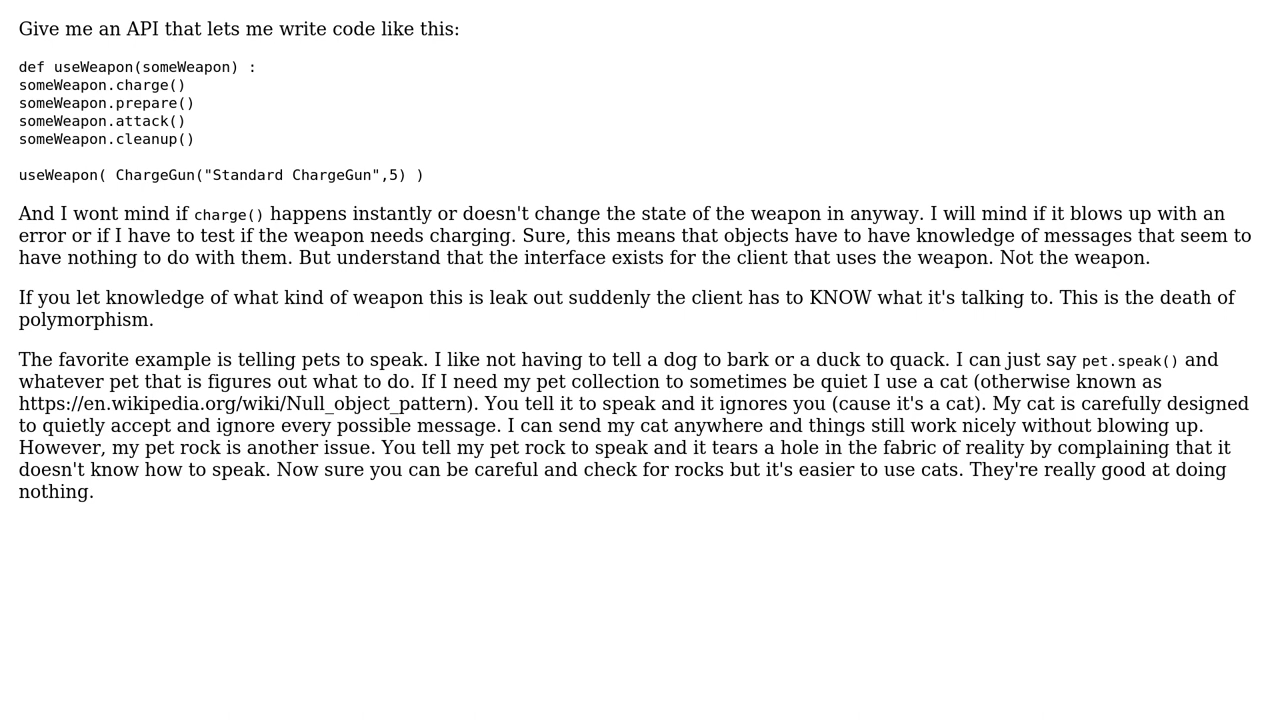 Give me an API that lets me write code like this:
def useWeapon(someWeapon) :
someWeapon.charge()
someWeapon.prepare()
someWeapon.attack()
someWeapon.cleanup()
useWeapon( ChargeGun("Standard ChargeGun",5) )
And I wont mind if charge() happens instantly or doesn't change the state of the weapon in anyway. I will mind if it blows up with an
error or if I have to test if the weapon needs charging. Sure, this means that objects have to have knowledge of messages that seem to
have nothing to do with them. But understand that the interface exists for the client that uses the weapon. Not the weapon.
If you let knowledge of what kind of weapon this is leak out suddenly the client has to KNOW what it's talking to. This is the death of
polymorphism.
The favorite example is telling pets to speak. I like not having to tell a dog to bark or a duck to quack. I can just say pet.speak() and
whatever pet that is figures out what to do. If I need my pet collection to sometimes be quiet I use a cat (otherwise known as
https://en.wikipedia.org/wiki/Null_object_pattern). You tell it to speak and it ignores you (cause it's a cat). My cat is carefully designed
to quietly accept and ignore every possible message. I can send my cat anywhere and things still work nicely without blowing up.
However, my pet rock is another issue. You tell my pet rock to speak and it tears a hole in the fabric of reality by complaining that it
doesn't know how to speak. Now sure you can be careful and check for rocks but it's easier to use cats. They're really good at doing
nothing.